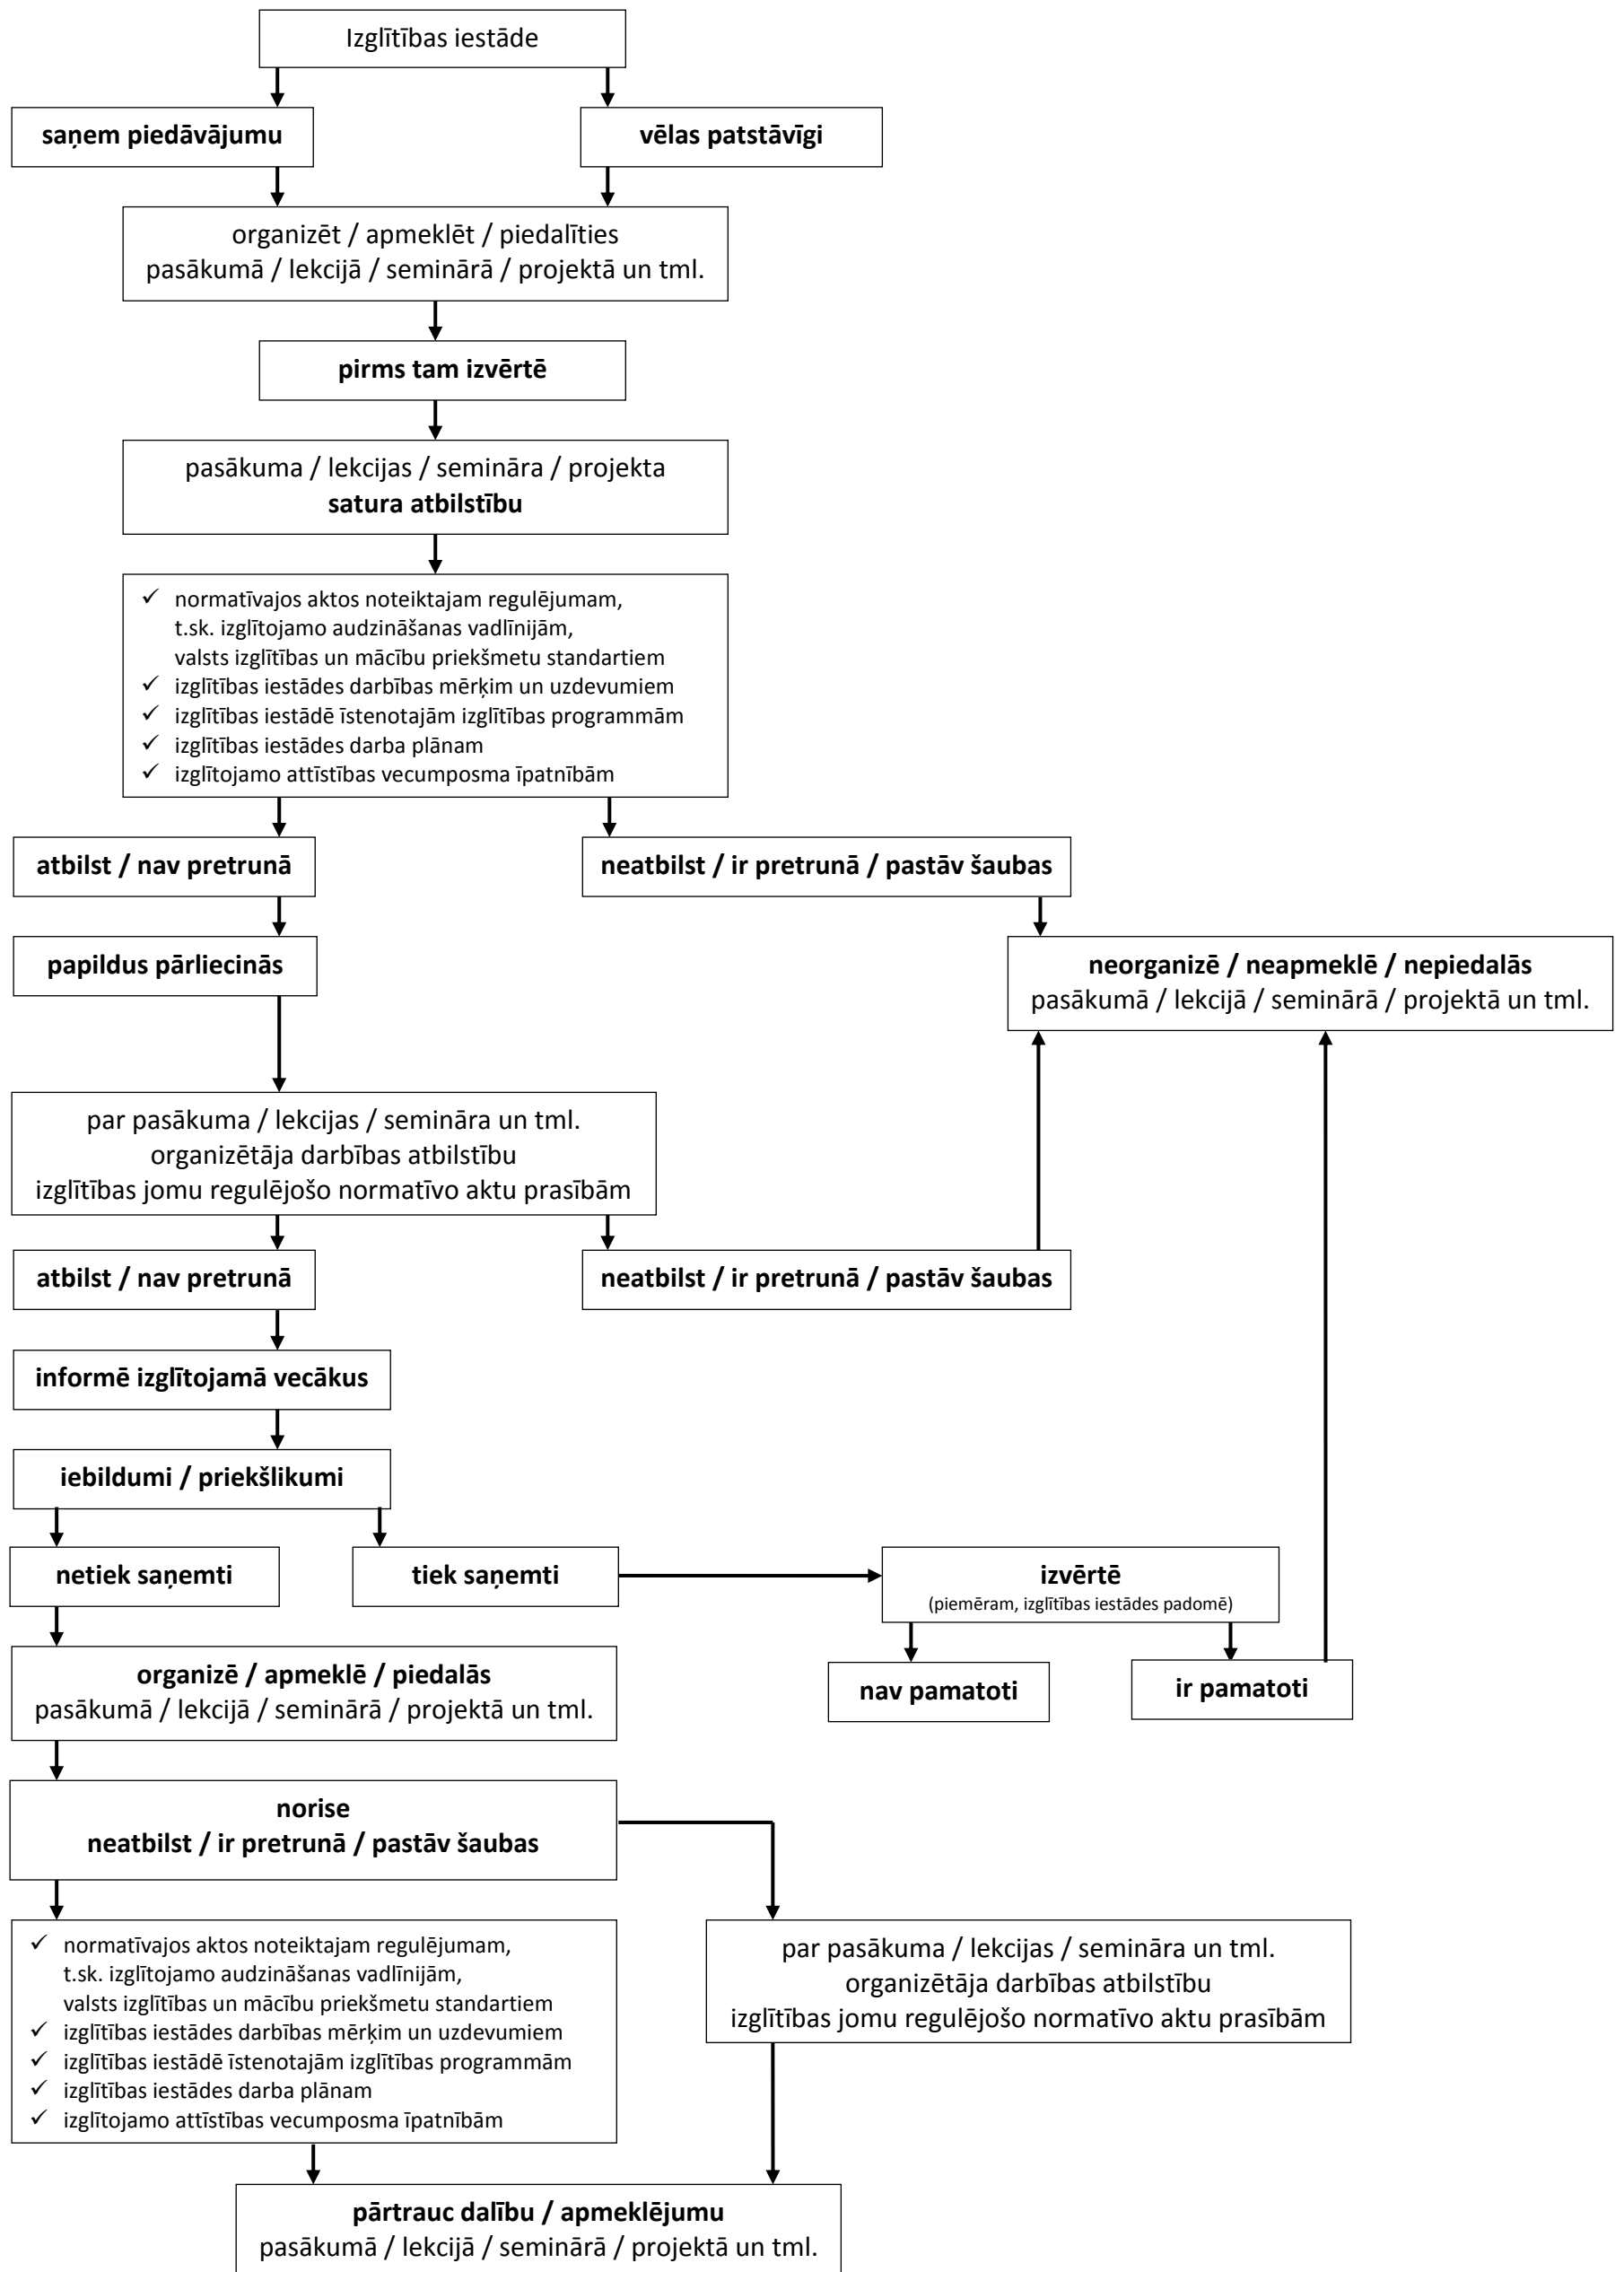 Izglītības iestāde
saņem piedāvājumu
vēlas patstāvīgi
organizēt / apmeklēt / piedalīties
pasākumā / lekcijā / seminārā / projektā un tml.
pirms tam izvērtē
pasākuma / lekcijas / semināra / projekta
satura atbilstību
✓ normatīvajos aktos noteiktajam regulējumam,
t.sk. izglītojamo audzināšanas vadlīnijām,
valsts izglītības un mācību priekšmetu standartiem
✓ izglītības iestādes darbības mērķim un uzdevumiem
✓ izglītības iestādē īstenotajām izglītības programmām
✓ izglītības iestādes darba plānam
✓ izglītojamo attīstības vecumposma īpatnībām
atbilst / nav pretrunā
neatbilst / ir pretrunā / pastāv šaubas
papildus pārliecinās
neorganizē / neapmeklē / nepiedalās
pasākumā / lekcijā / seminārā / projektā un tml.
par pasākuma / lekcijas / semināra un tml.
organizētāja darbības atbilstību
izglītības jomu regulējošo normatīvo aktu prasībām
atbilst / nav pretrunā
neatbilst / ir pretrunā / pastāv šaubas
informē izglītojamā vecākus
iebildumi / priekšlikumi
netiek saņemti
tiek saņemti
izvērtē
(piemēram, izglītības iestādes padomē)
organizē / apmeklē / piedalās
pasākumā / lekcijā / seminārā / projektā un tml.
nav pamatoti
ir pamatoti
norise
neatbilst / ir pretrunā / pastāv šaubas
✓ normatīvajos aktos noteiktajam regulējumam,
t.sk. izglītojamo audzināšanas vadlīnijām,
valsts izglītības un mācību priekšmetu standartiem
✓ izglītības iestādes darbības mērķim un uzdevumiem
✓ izglītības iestādē īstenotajām izglītības programmām
✓ izglītības iestādes darba plānam
✓ izglītojamo attīstības vecumposma īpatnībām
par pasākuma / lekcijas / semināra un tml.
organizētāja darbības atbilstību
izglītības jomu regulējošo normatīvo aktu prasībām
pārtrauc dalību / apmeklējumu
pasākumā / lekcijā / seminārā / projektā un tml.